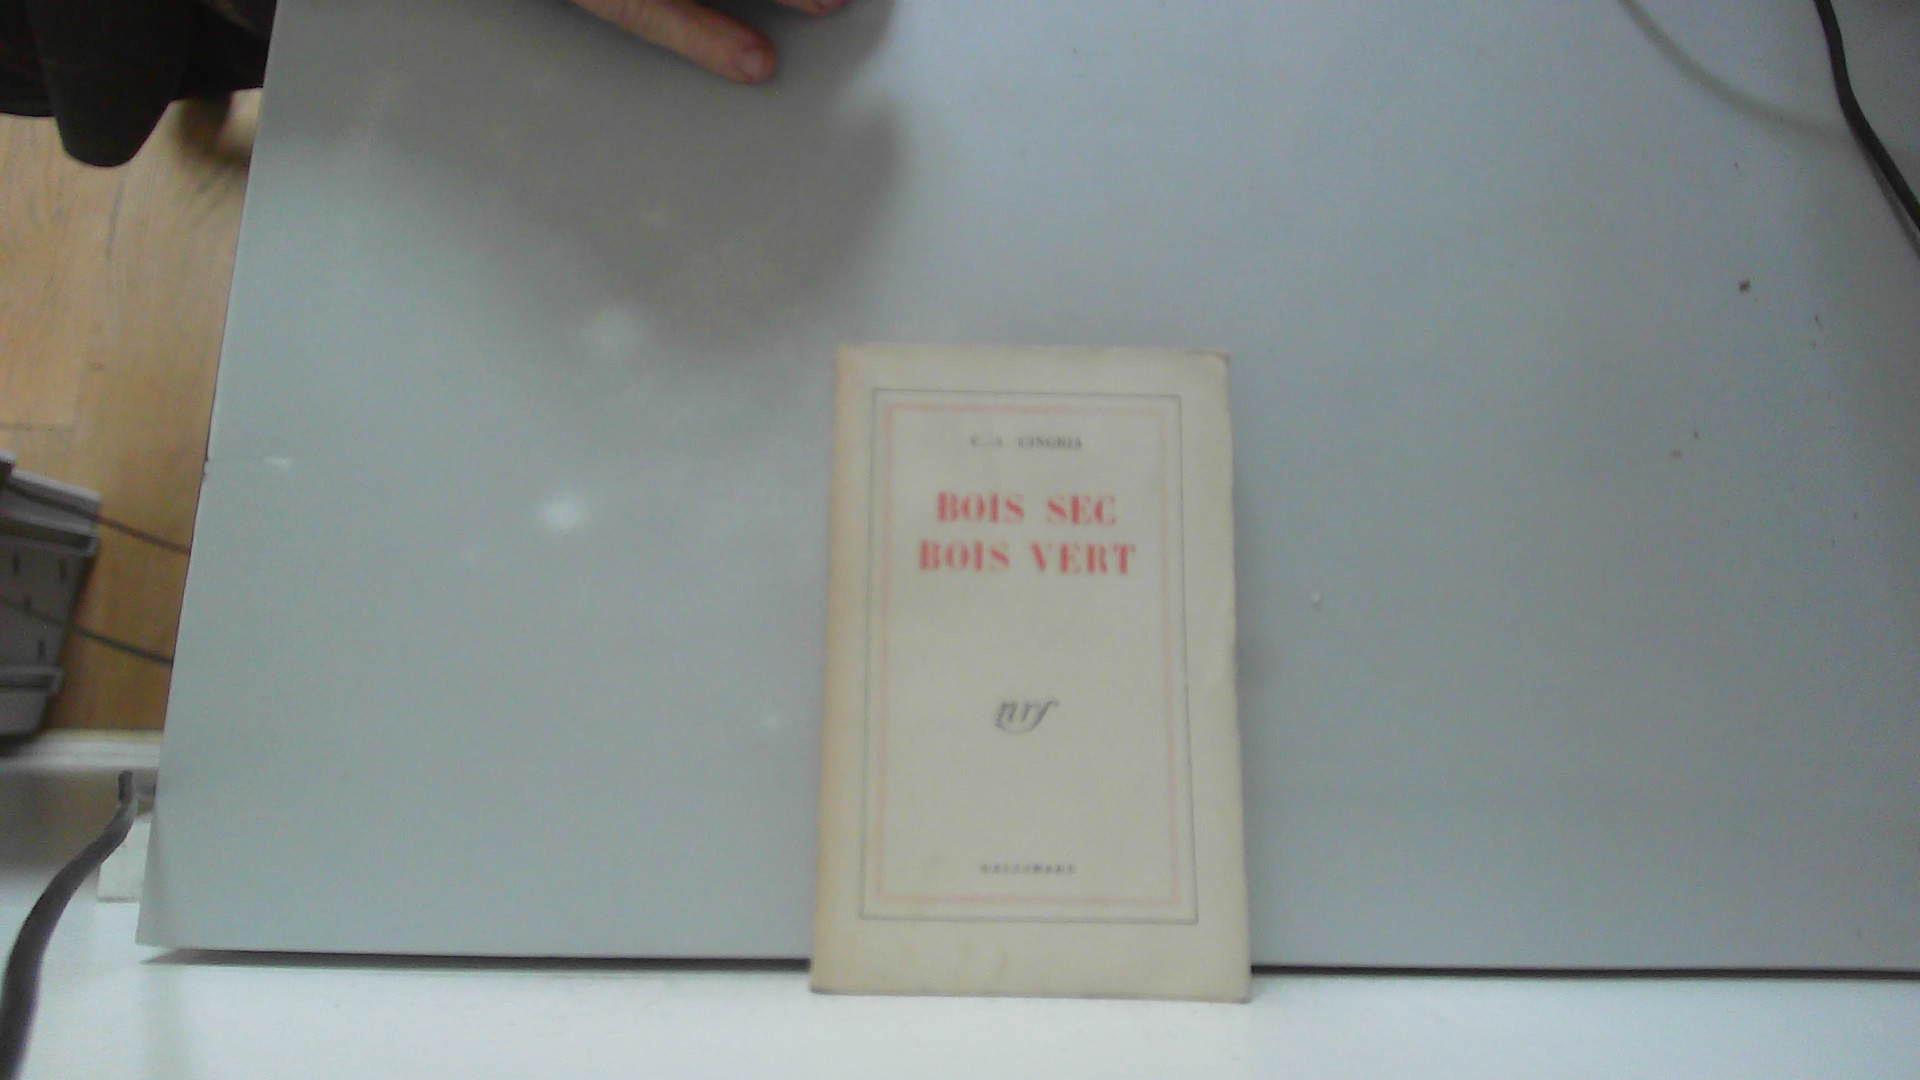 C.-A. CINGRIA
BOIS SEC
BOIS VERT
nrf
GALLIMARD